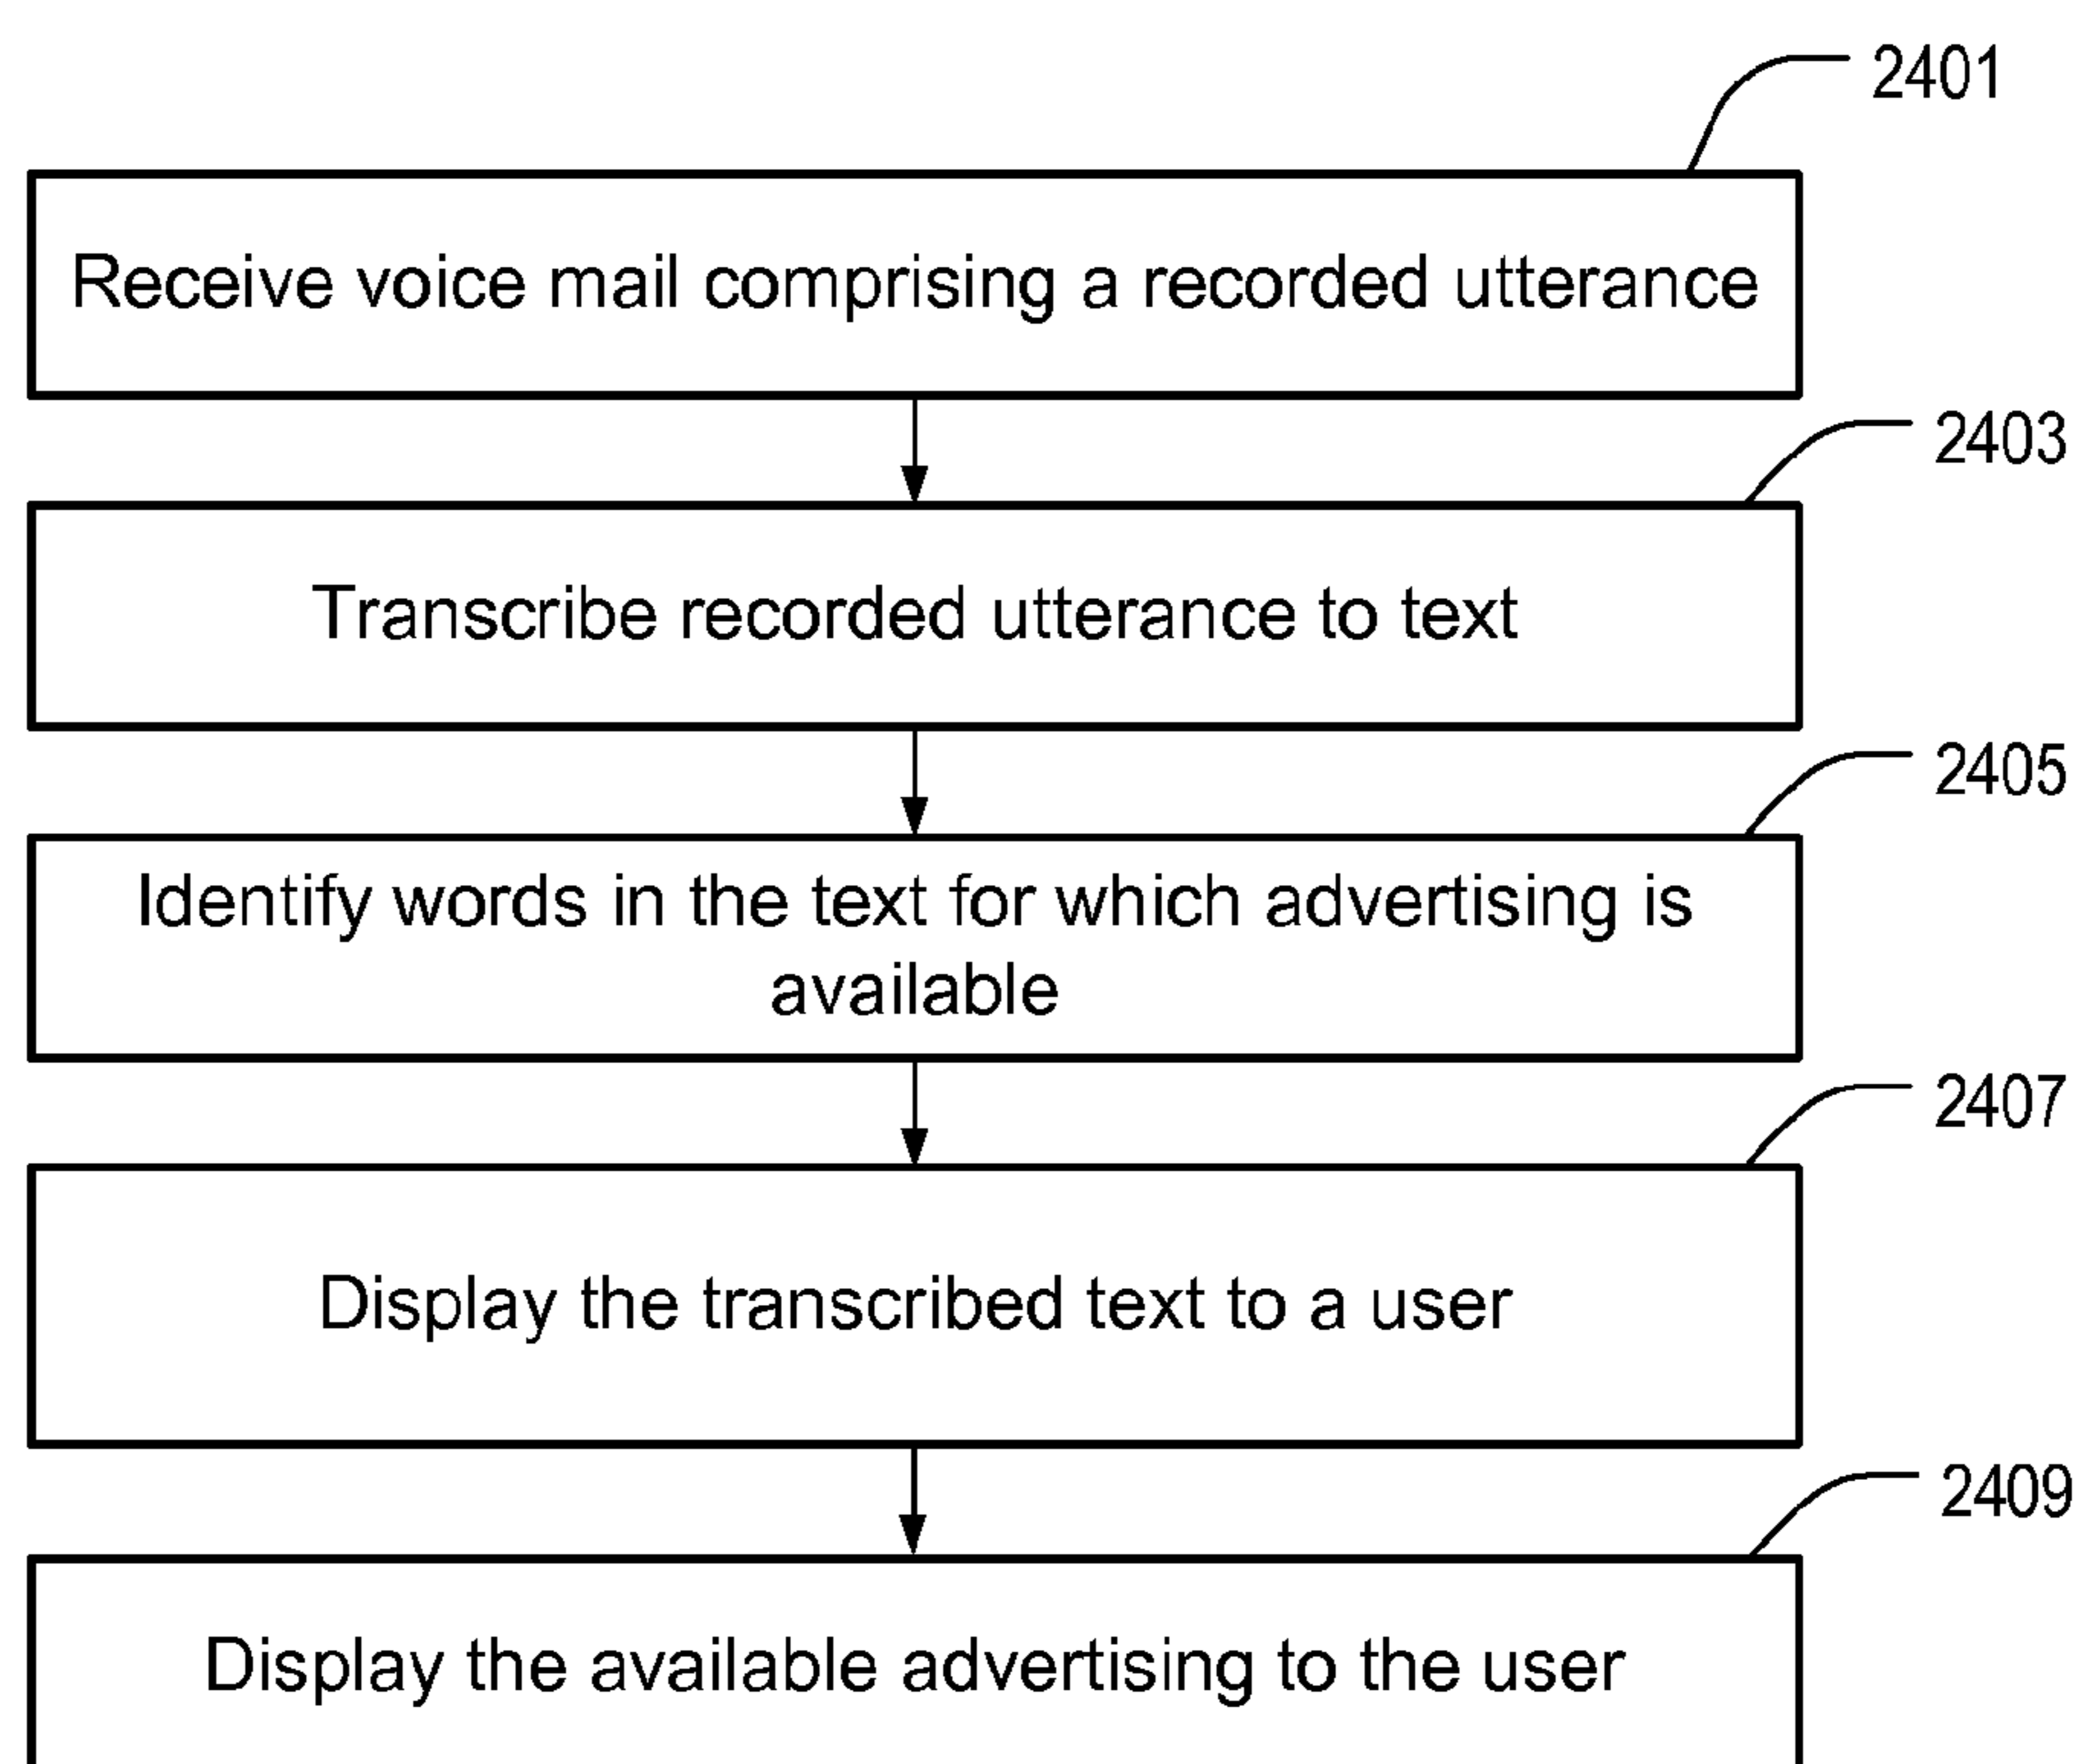 2401
Receive voice mail comprising a recorded utterance
2403
Transcribe recorded utterance to text
2405
Identify words in the text for which advertising is
available
2407
Display the transcribed text to a user
2409
Display the available advertising to the user